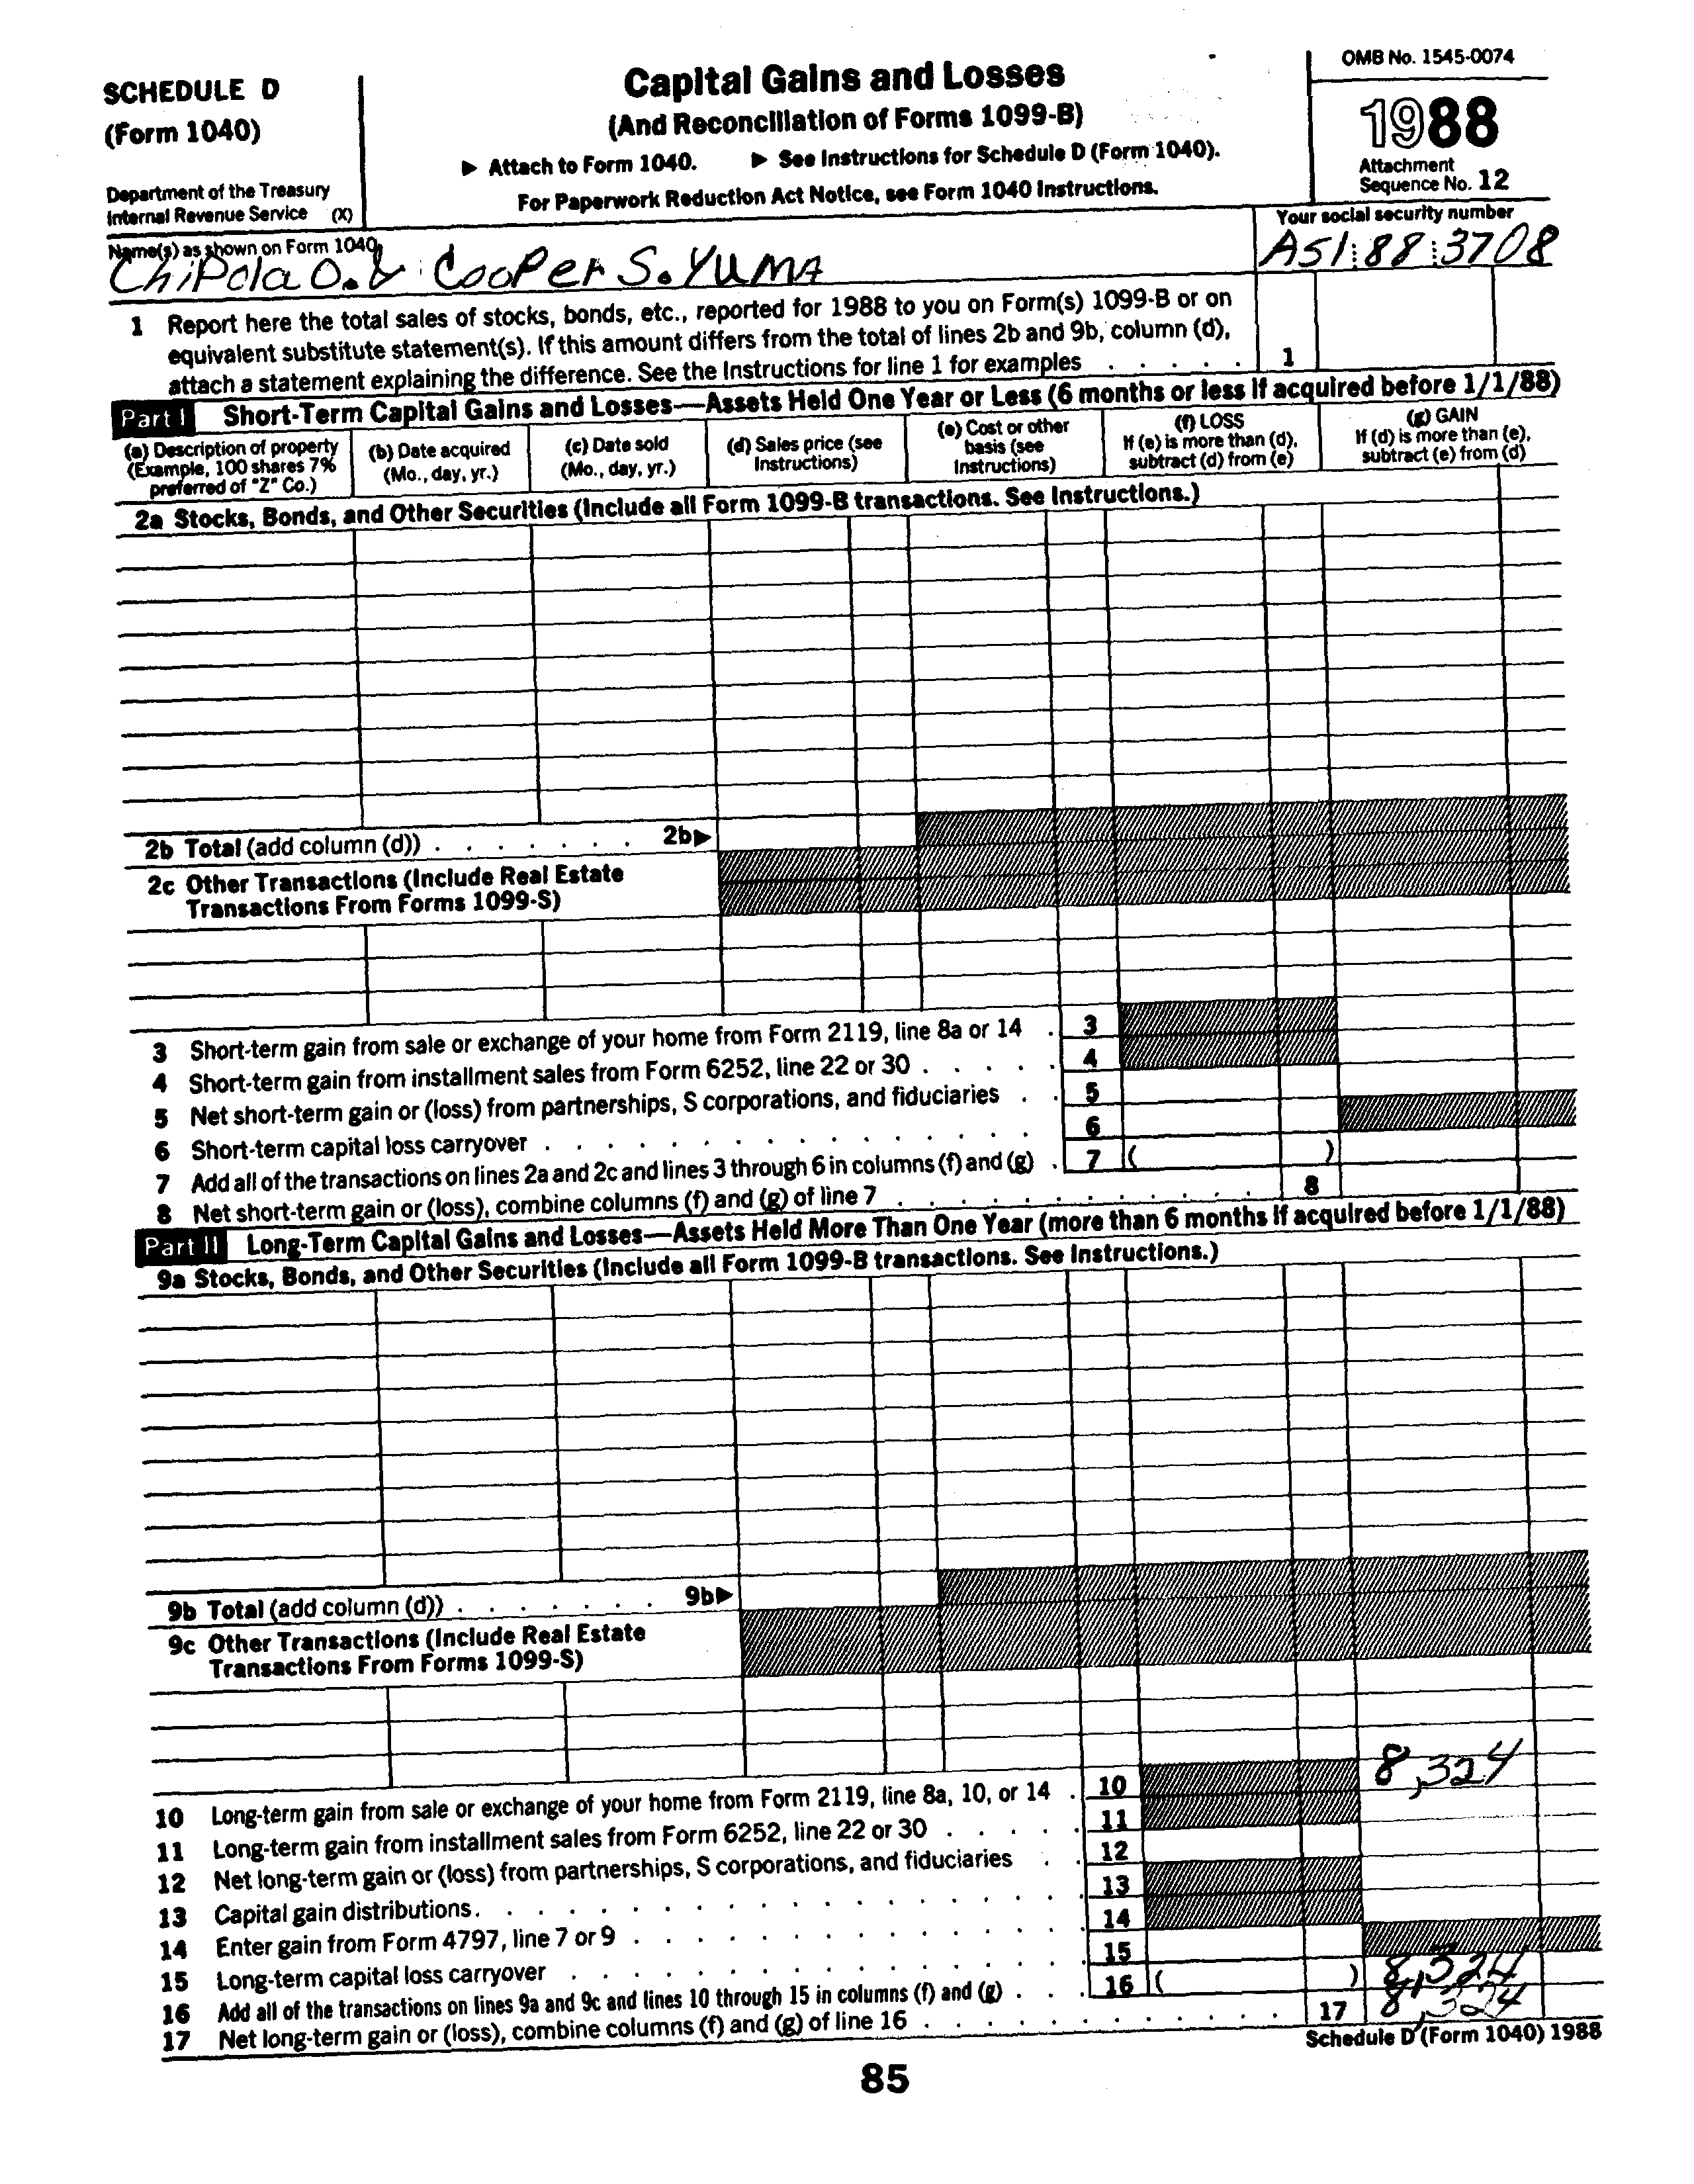 SCHEDULE D
(Form 1040)
Department of the Treasury
Internal Revenue Service (X)
Capital Gains and Losses
(And Reconciliation of Forms 1099-B)
▶ Attach to Form 1040. ▶ See Instructions for Schedule D (Form 1040).
For Paperwork Reduction Act Notice, see Form 1040 Instructions.
OMB No. 1545-0074
1988
Attachment
Sequence No. 12
Name(s) as shown on Form 1040
Chipola O. & Cooper S. YUMA
Your social security number
A51:88:3708
1 Report here the total sales of stocks, bonds, etc., reported for 1988 to you on Form(s) 1099-B or on
equivalent substitute statement(s). If this amount differs from the total of lines 2b and 9b, column (d),
attach a statement explaining the difference. See the Instructions for line 1 for examples . . . . . 1
Part I Short-Term Capital Gains and Losses—Assets Held One Year or Less (6 months or less if acquired before 1/1/88)
(a) Description of property
(Example, 100 shares 7%
preferred of "Z" Co.)
(b) Date acquired
(Mo., day, yr.)
(c) Date sold
(Mo., day, yr.)
(d) Sales price (see
Instructions)
(e) Cost or other
basis (see
Instructions)
(f) LOSS
If (e) is more than (d),
subtract (d) from (e)
(g) GAIN
If (d) is more than (e),
subtract (e) from (d)
2a Stocks, Bonds, and Other Securities (Include all Form 1099-B transactions. See Instructions.)
2b Total (add column (d)) . . . . . . . 2b▶
2c Other Transactions (Include Real Estate
Transactions From Forms 1099-S)
3 Short-term gain from sale or exchange of your home from Form 2119, line 8a or 14 . 3
4 Short-term gain from installment sales from Form 6252, line 22 or 30 . . . . . 4
5 Net short-term gain or (loss) from partnerships, S corporations, and fiduciaries . . 5
6 Short-term capital loss carryover . . . . . . . . . . . . . . . 6
7 Add all of the transactions on lines 2a and 2c and lines 3 through 6 in columns (f) and (g) . 7 ( )
8 Net short-term gain or (loss), combine columns (f) and (g) of line 7 . . . . . . . . . . . . 8
Part II Long-Term Capital Gains and Losses—Assets Held More Than One Year (more than 6 months if acquired before 1/1/88)
9a Stocks, Bonds, and Other Securities (Include all Form 1099-B transactions. See Instructions.)
9b Total (add column (d)) . . . . . . . 9b▶
9c Other Transactions (Include Real Estate
Transactions From Forms 1099-S)
10 Long-term gain from sale or exchange of your home from Form 2119, line 8a, 10, or 14 . 10 8,324
11 Long-term gain from installment sales from Form 6252, line 22 or 30 . . . . . 11
12 Net long-term gain or (loss) from partnerships, S corporations, and fiduciaries . . 12
13 Capital gain distributions . . . . . . . . . . . . . . . . . 13
14 Enter gain from Form 4797, line 7 or 9 . . . . . . . . . . . . . 14
15 Long-term capital loss carryover . . . . . . . . . . . . . . . 15
16 Add all of the transactions on lines 9a and 9c and lines 10 through 15 in columns (f) and (g) . . . 16 ( ) 8,324
17 Net long-term gain or (loss), combine columns (f) and (g) of line 16 . . . . . . . . . . . . 17 8,324
Schedule D (Form 1040) 1988
85